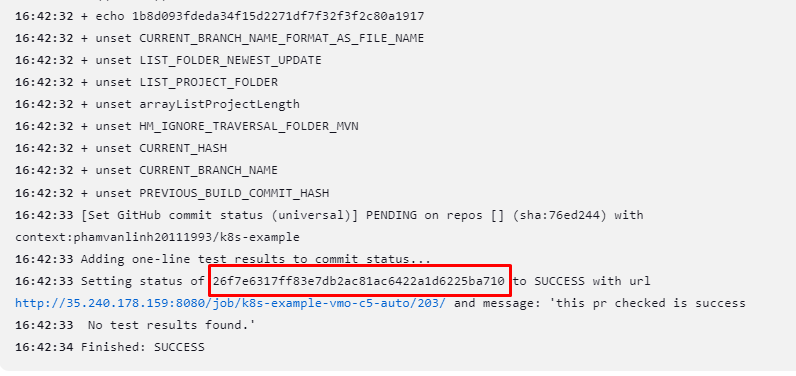 16:42:32 + echo 1b8d093fdeda34f15d2271df7f32f3f2c80a1917
16:42:32 + unset CURRENT_BRANCH_NAME_FORMAT_AS_FILE_NAME
16:42:32 + unset LIST_FOLDER_NEWEST_UPDATE
16:42:32 + unset LIST_PROJECT_FOLDER
16:42:32 + unset arrayListProjectLength
16:42:32 + unset HM_IGNORE_TRAVERSAL_FOLDER_MVN
16:42:32 + unset CURRENT_HASH
16:42:32 + unset CURRENT_BRANCH_NAME
16:42:32 + unset PREVIOUS_BUILD_COMMIT_HASH
16:42:33 [Set GitHub commit status (universal)] PENDING on repos [] (sha:76ed244) with
context:phamvanlinh20111993/k8s-example
16:42:33 Adding one-line test results to commit status...
16:42:33 Setting status of 26f7e6317ff83e7db2ac81ac6422a1d6225ba710 to SUCCESS with url
http://35.240.178.159:8080/job/k8s-example-vmo-c5-auto/203/ and message: 'this pr checked is success
16:42:33  No test results found.'
16:42:34 Finished: SUCCESS